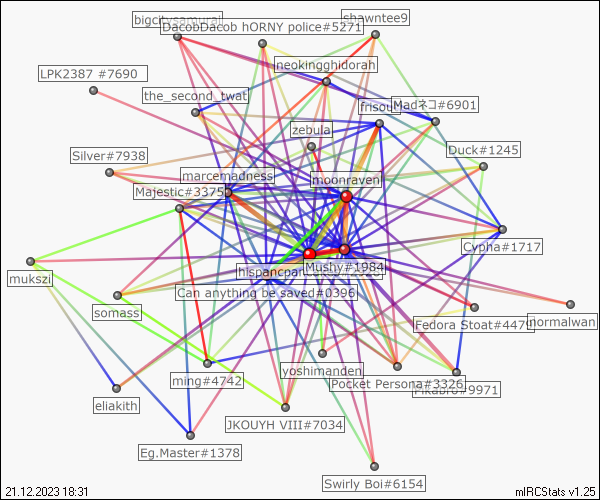 bigcitysamurai
shawntee9
DacobDacob hORNY police#5271
neokingghidorah
LPK2387 #7690
the_second_twat
frisou
Madネコ#6901
zebula
Duck#1245
Silver#7938
marcemadness
moonraven
Majestic#3375
Cypha#1717
mukszi
hispanc
Mushy#1984
Can anything be saved#0396
somass
Fedora Stoat#4470
normalwan
yoshimanden
ming#4742
Pocket Persona#3326
#9971
eliakith
JKOUYH VIII#7034
Eg.Master#1378
Swirly Boi#6154
21.12.2023 18:31
mIRCStats v1.25